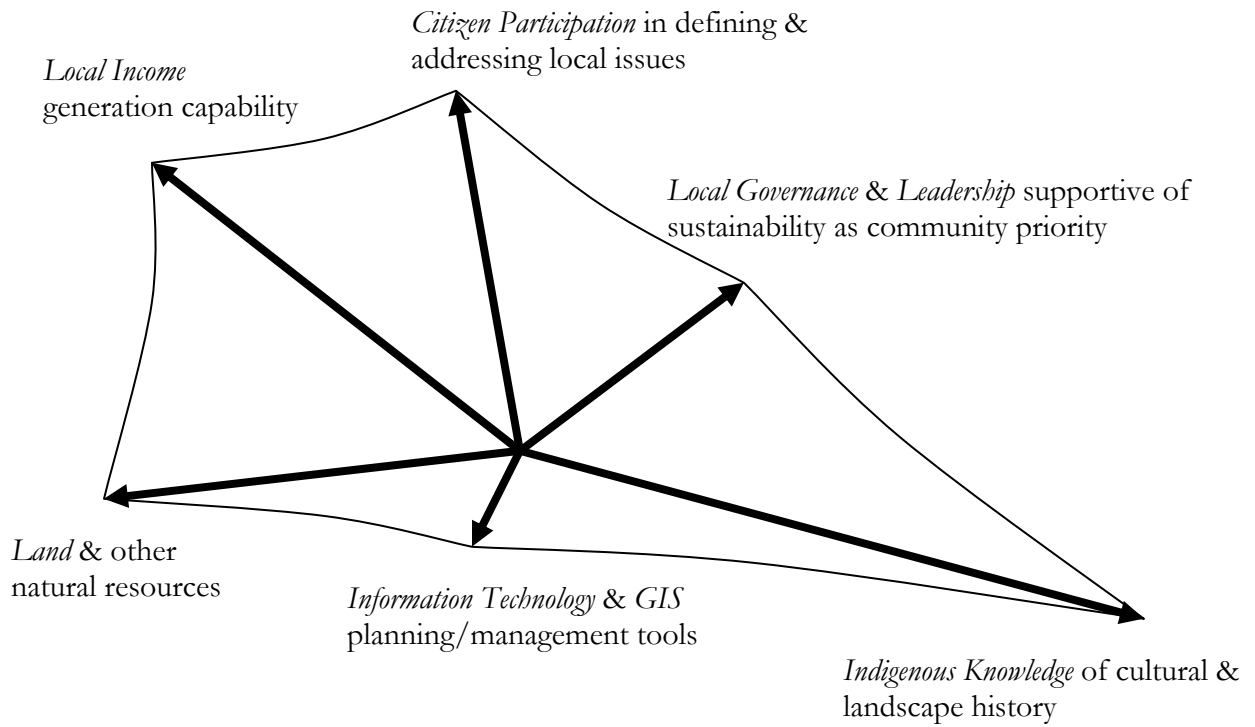 Citizen Participation in defining &
addressing local issues
Local Income
generation capability
Local Governance & Leadership supportive of
sustainability as community priority
Land & other
natural resources
Information Technology & GIS
planning/management tools
Indigenous Knowledge of cultural &
landscape history